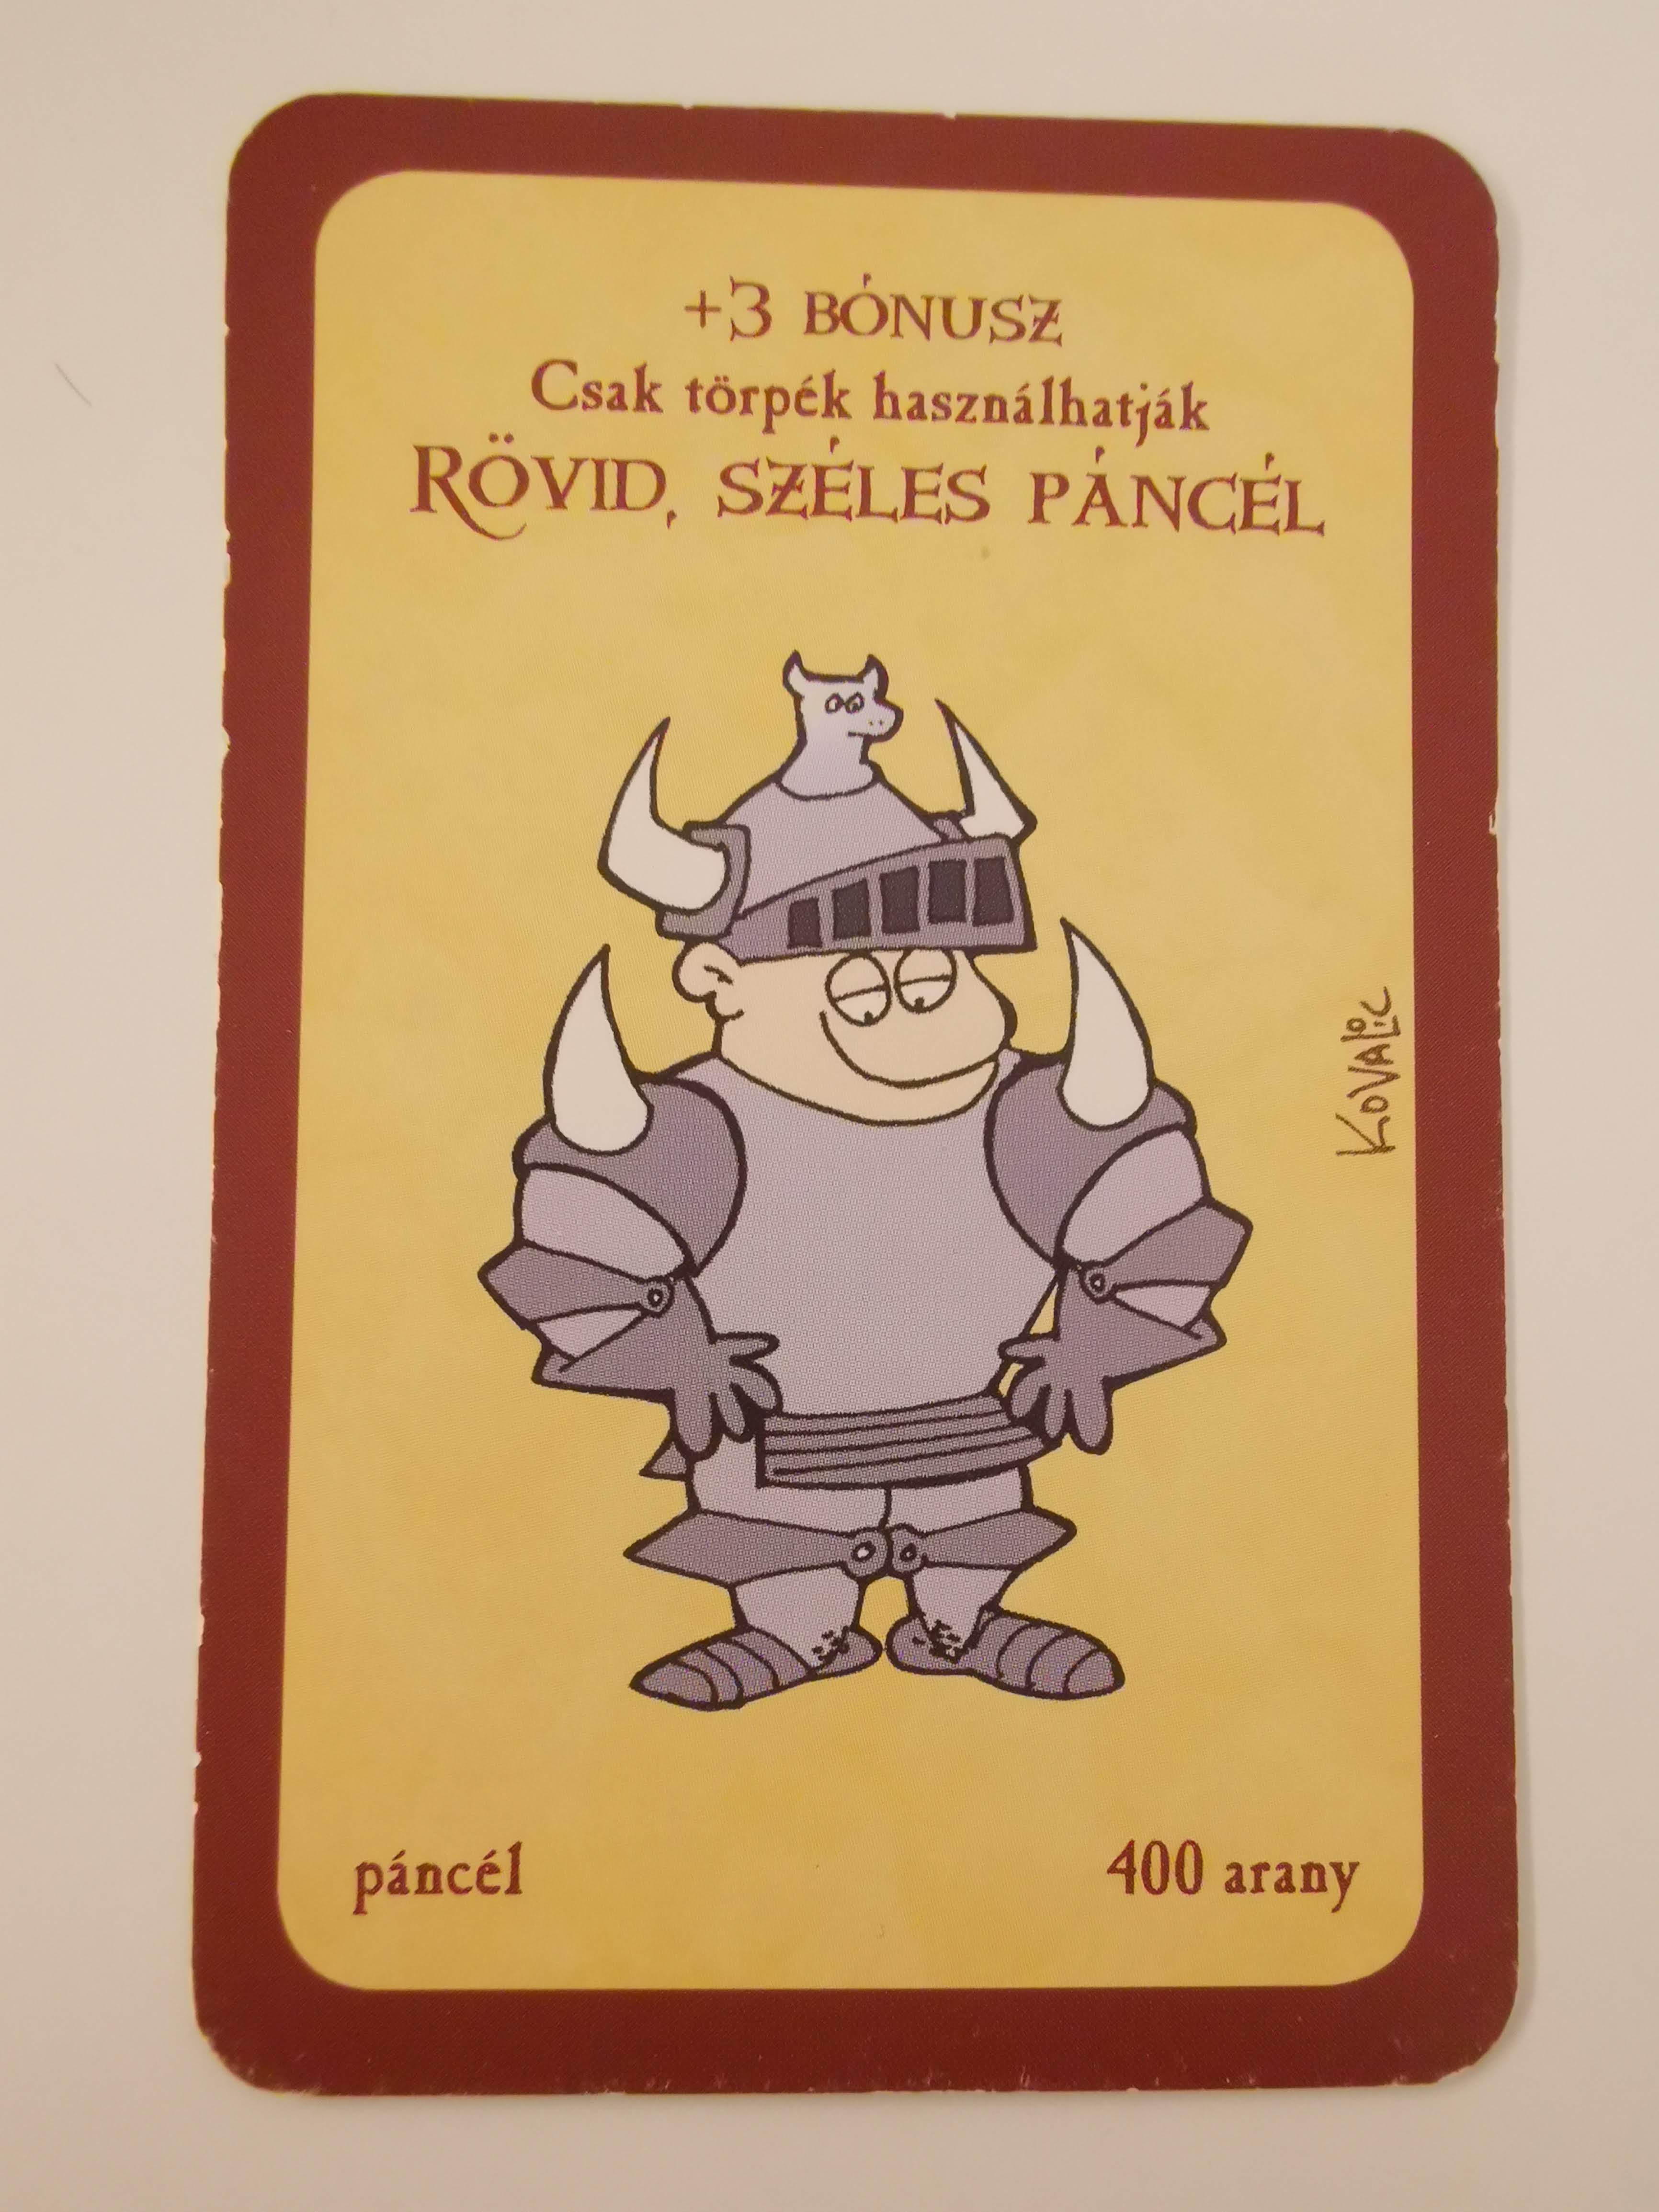 +3 BÓNUSZ
Csak törpék használhatják
RÖVID, SZÉLES PÁNCÉL
KOVALIC
páncél
400 arany